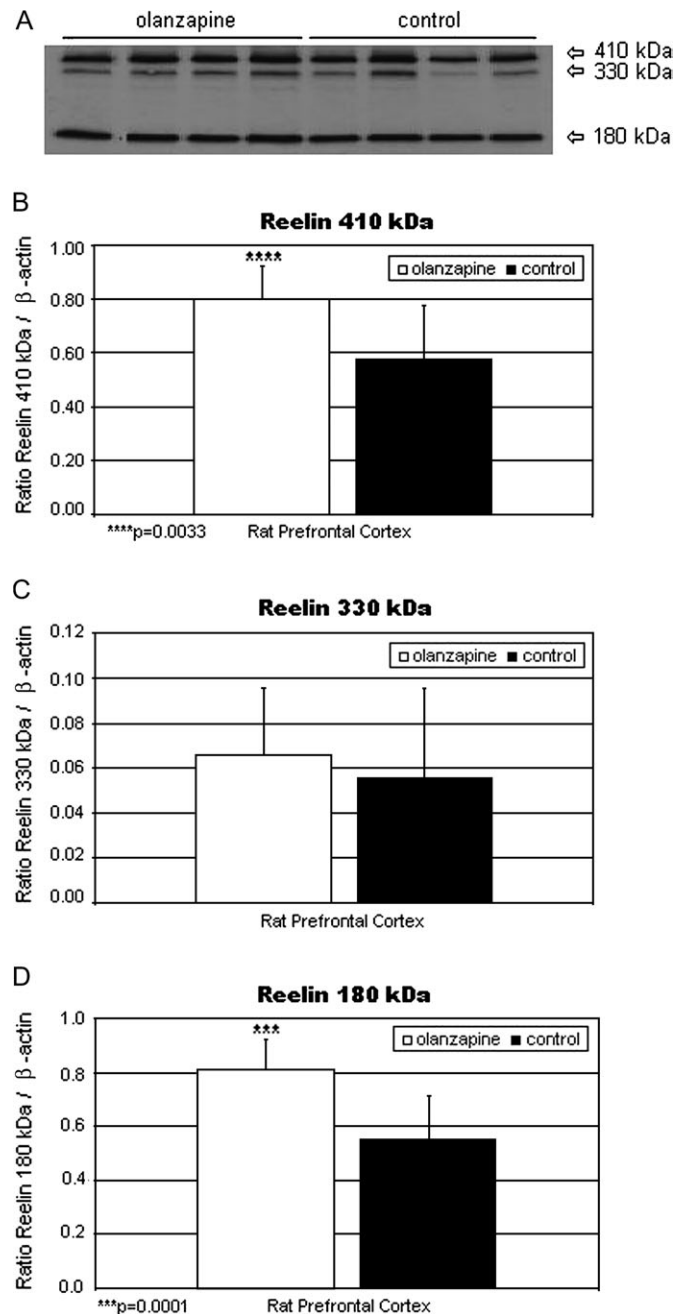 A
olanzapine control
⇦ 410 kDa
⇦ 330 kDa
⇦ 180 kDa
B
Reelin 410 kDa
Ratio Reelin 410 kDa / β-actin
1.00
0.80
0.60
0.40
0.20
0.00
****
olanzapine control
****p=0.0033 Rat Prefrontal Cortex
C
Reelin 330 kDa
Ratio Reelin 330 kDa / β-actin
0.12
0.10
0.08
0.06
0.04
0.02
0.00
olanzapine control
Rat Prefrontal Cortex
D
Reelin 180 kDa
Ratio Reelin 180 kDa / β-actin
1.0
0.8
0.6
0.4
0.2
0.0
***
olanzapine control
***p=0.0001 Rat Prefrontal Cortex